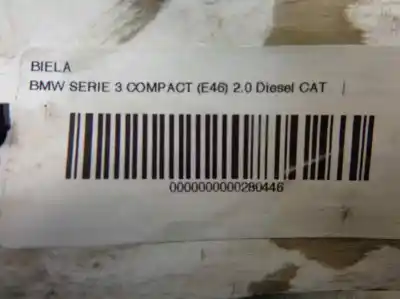 BIELA
BMW SERIE 3 COMPACT (E46) 2.0 Diesel CAT |
0000000000280446